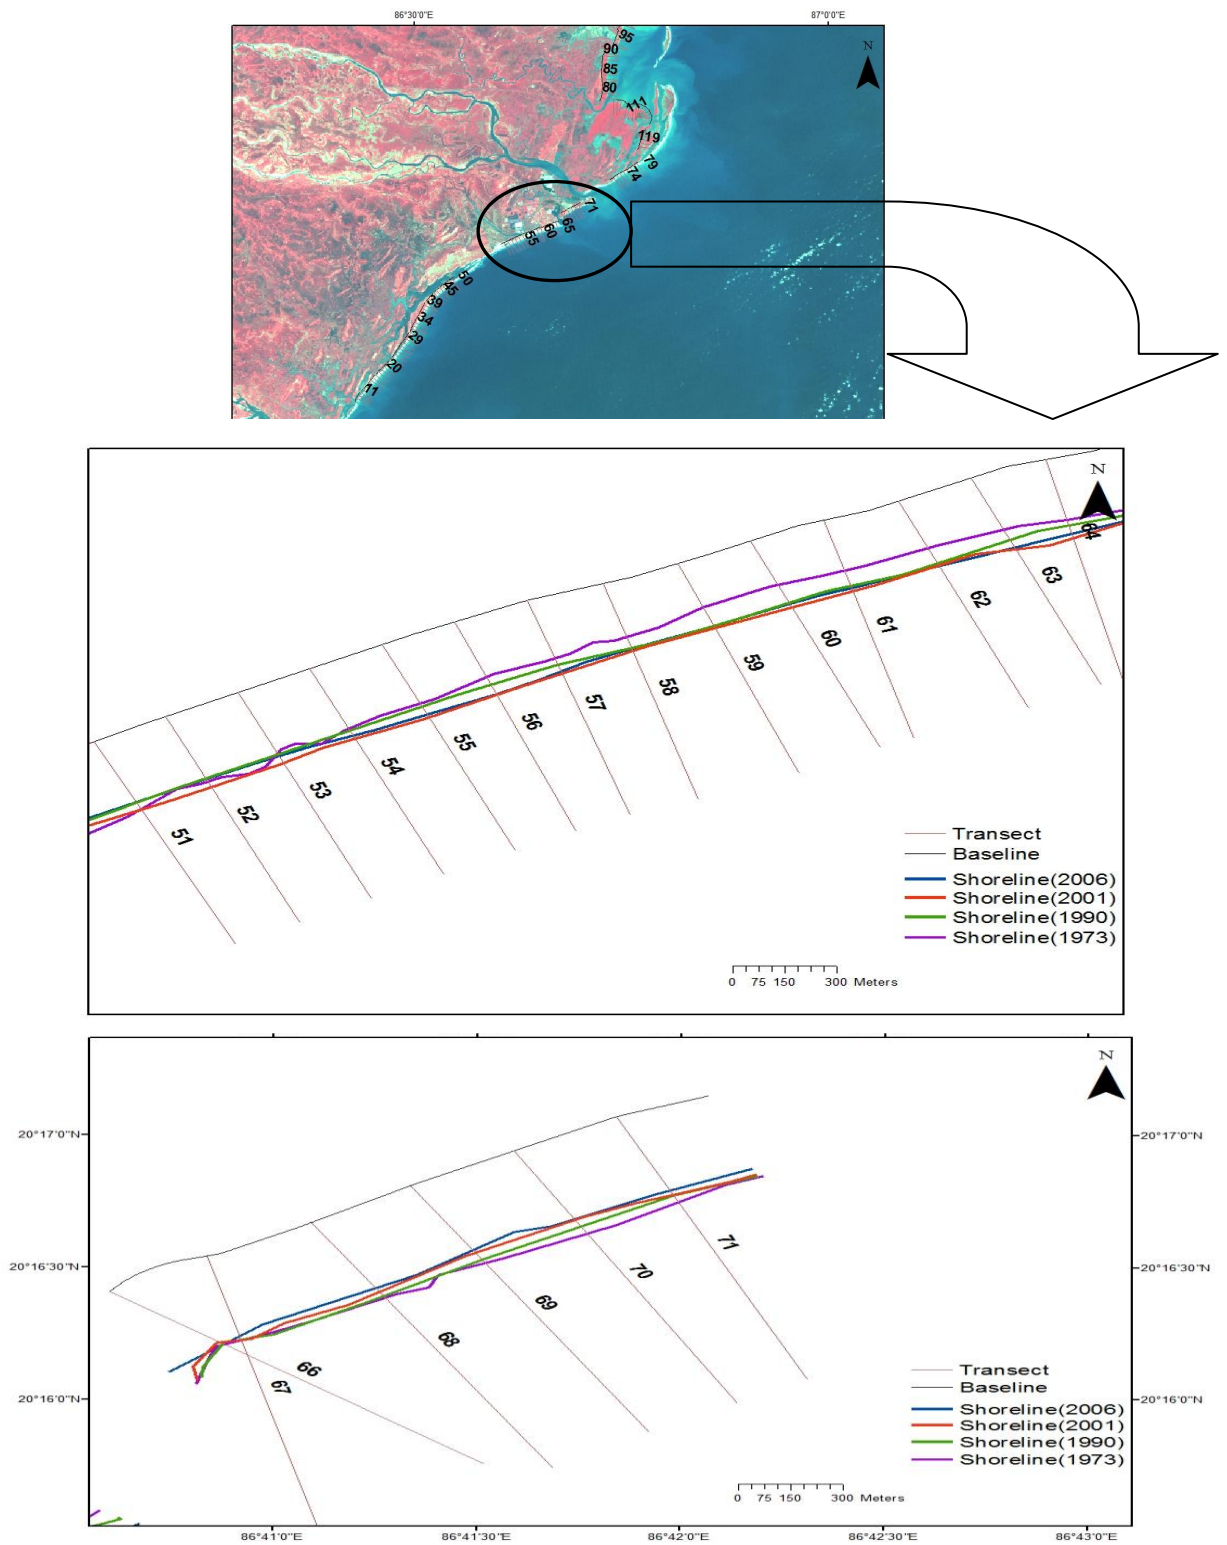 86°30'0"E 87°0'0"E
N
95
90
85
80
111
119
79
74
71
65
60
55
50
45
39
34
29
20
11
N
64
63
62
61
60
59
58
57
56
55
54
53
52
51
Transect
Baseline
Shoreline(2006)
Shoreline(2001)
Shoreline(1990)
Shoreline(1973)
0 75 150 300 Meters
N
20°17'0"N 20°17'0"N
71
20°16'30"N 20°16'30"N
70
69
68
66
67
20°16'0"N 20°16'0"N
Transect
Baseline
Shoreline(2006)
Shoreline(2001)
Shoreline(1990)
Shoreline(1973)
0 75 150 300 Meters
86°41'0"E 86°41'30"E 86°42'0"E 86°42'30"E 86°43'0"E